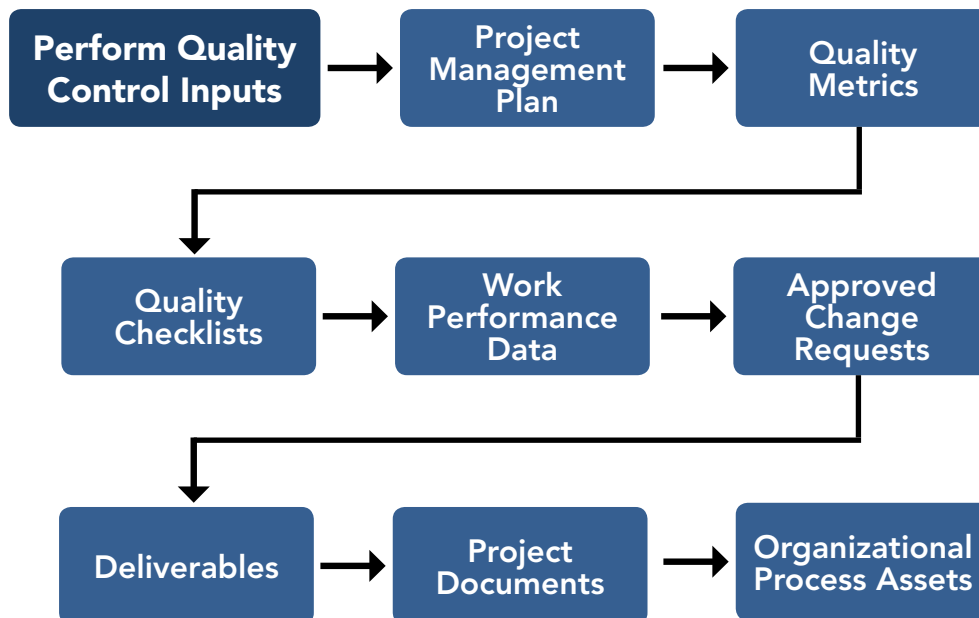 Perform Quality
Control Inputs
Project
Management
Plan
Quality
Metrics
Quality
Checklists
Work
Performance
Data
Approved
Change
Requests
Deliverables
Project
Documents
Organizational
Process Assets